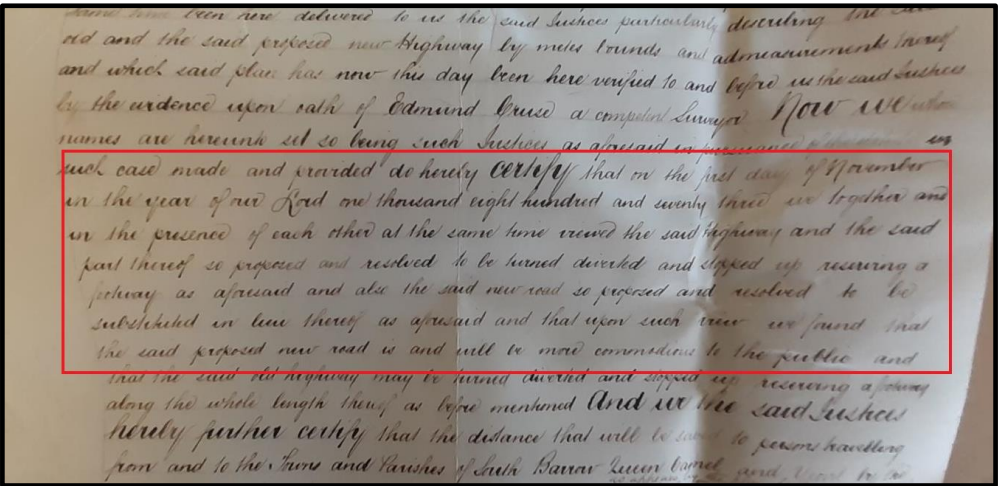 same time been here delivered to us the said Justices particularly describing the said
old and the said proposed new Highway by metes bounds and admeasurements thereof
and which said plan has now this day been here verified to and before us the said Justices
by the evidence upon oath of Edmund Cruse a competent Surveyor Now we whose
names are hereunto set so being such Justices as aforesaid in pursuance of in
such case made and provided do hereby certify that on the first day of November
in the year of our Lord one thousand eight hundred and seventy three we together and
in the presence of each other at the same time viewed the said Highway and the said
part thereof so proposed and resolved to be turned diverted and stopped up reserving a
footway as aforesaid and also the said new road so proposed and resolved to be
substituted in lieu thereof as aforesaid and that upon such view we found that
the said proposed new road is and will be more commodious to the public and
that the said old highway may be turned diverted and stopped up reserving a footway
along the whole length thereof as before mentioned And we the said Justices
hereby further certify that the distance that will be saved to persons travelling
from and to the Towns and Parishes of South Barrow Queen Camel and